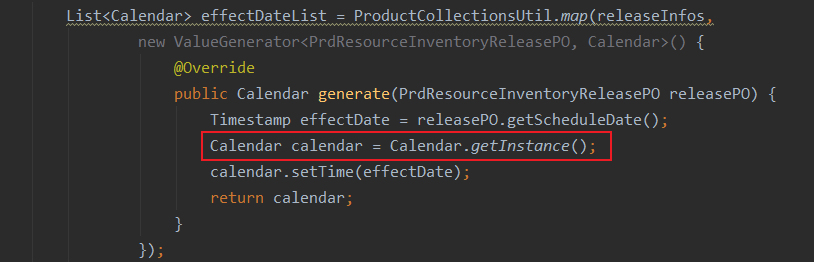 List<Calendar> effectDateList = ProductCollectionsUtil.map(releaseInfos,
new ValueGenerator<PrdResourceInventoryReleasePO, Calendar>() {
@Override
public Calendar generate(PrdResourceInventoryReleasePO releasePO) {
Timestamp effectDate = releasePO.getScheduleDate();
Calendar calendar = Calendar.getInstance();
calendar.setTime(effectDate);
return calendar;
}
});